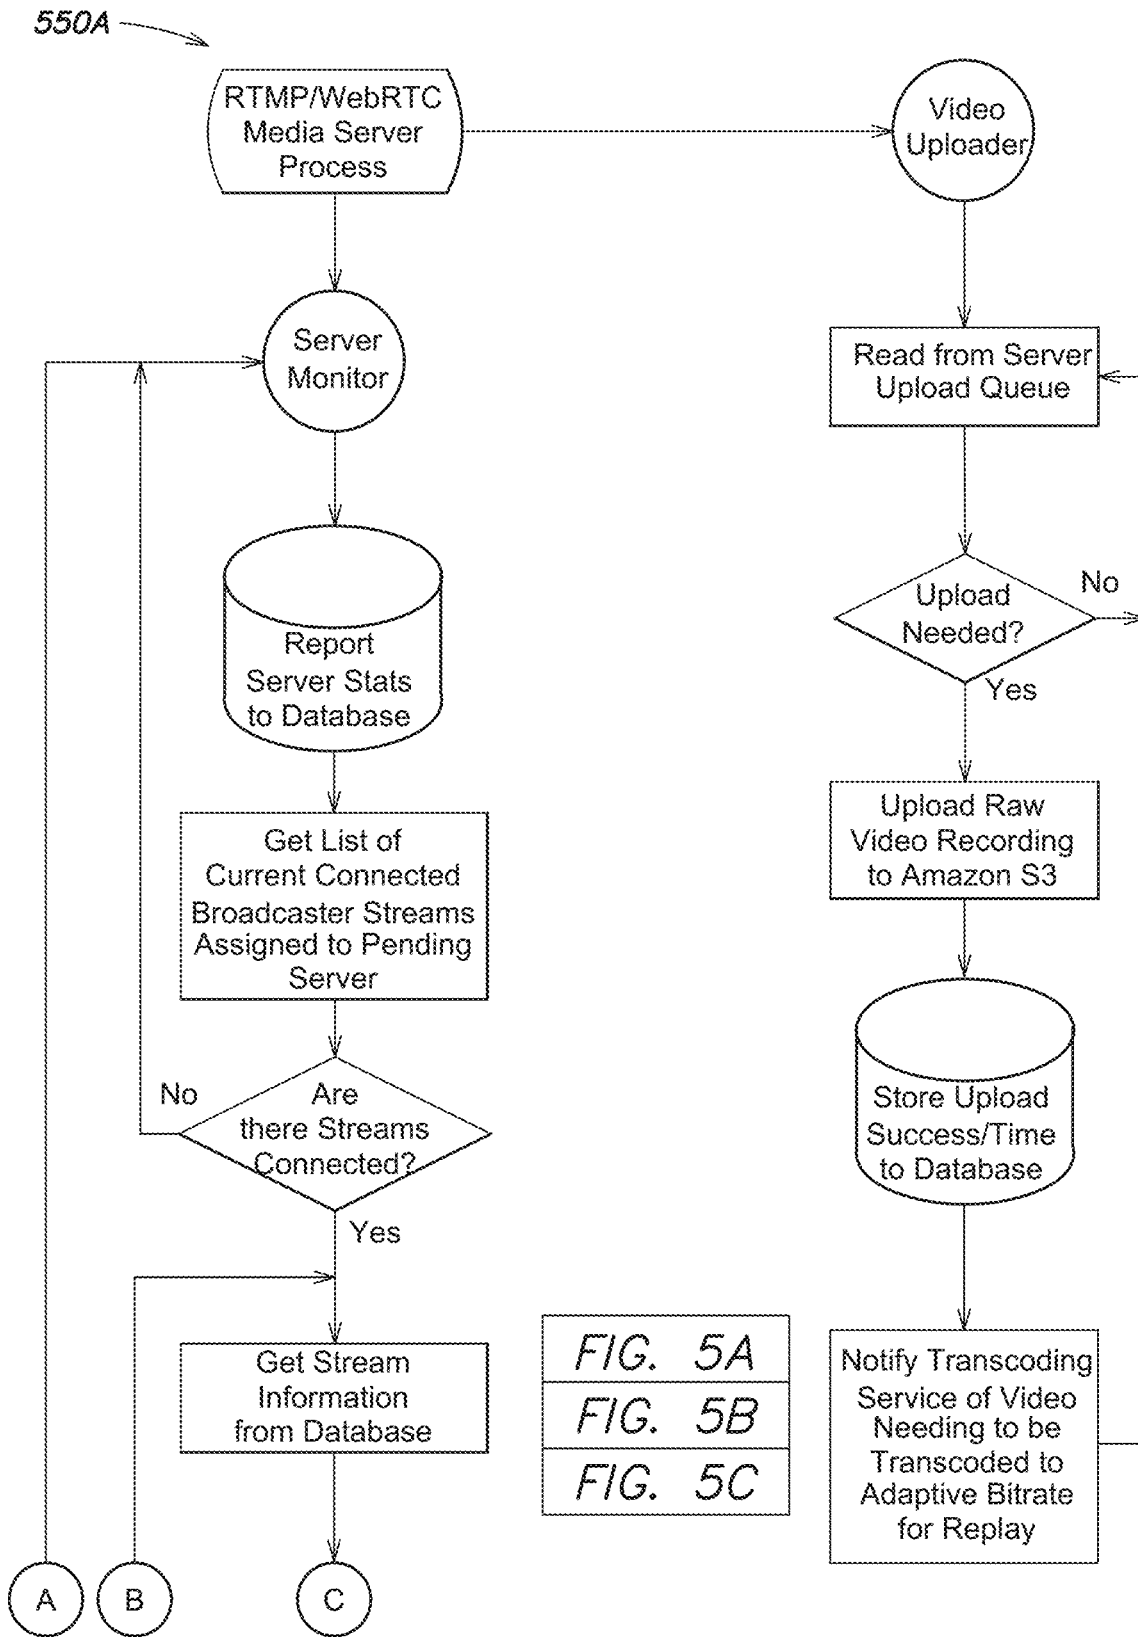 550A
RTMP/WebRTC
Media Server
Process
Video
Uploader
Server
Monitor
Read from Server
Upload Queue
Report
Server Stats
to Database
Upload
Needed?
No
Yes
Get List of
Current Connected
Broadcaster Streams
Assigned to Pending
Server
Upload Raw
Video Recording
to Amazon S3
Are
there Streams
Connected?
No
Yes
Store Upload
Success/Time
to Database
Get Stream
Information
from Database
FIG. 5A
FIG. 5B
FIG. 5C
Notify Transcoding
Service of Video
Needing to be
Transcoded to
Adaptive Bitrate
for Replay
A
B
C